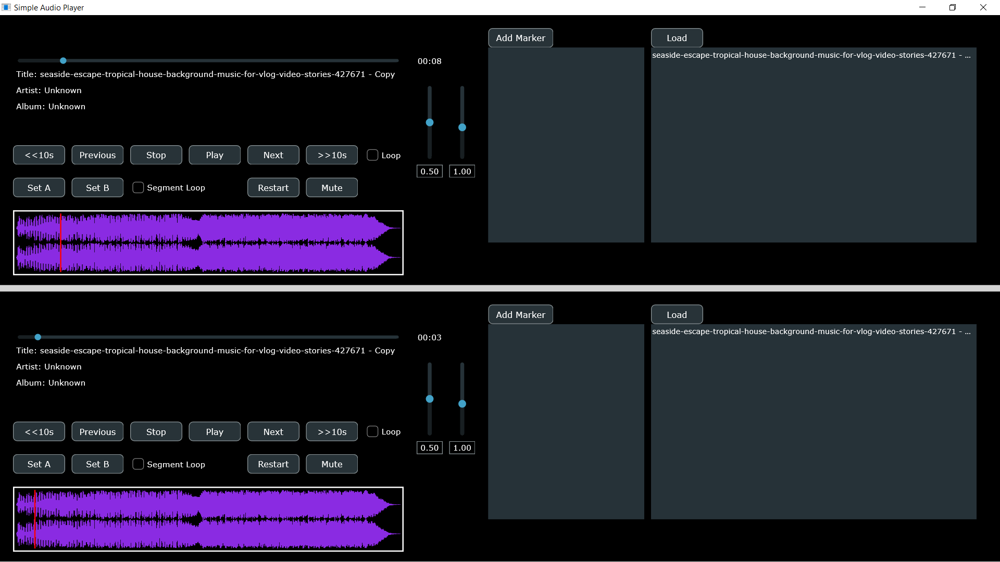 Simple Audio Player
Add Marker
Load
00:08
seaside-escape-tropical-house-background-music-for-vlog-video-stories-427671 - ...
Title: seaside-escape-tropical-house-background-music-for-vlog-video-stories-427671 - Copy
Artist: Unknown
Album: Unknown
<<10s Previous Stop Play Next >>10s Loop
0.50 1.00
Set A Set B Segment Loop Restart Mute
Add Marker
Load
00:03
seaside-escape-tropical-house-background-music-for-vlog-video-stories-427671 - ...
Title: seaside-escape-tropical-house-background-music-for-vlog-video-stories-427671 - Copy
Artist: Unknown
Album: Unknown
<<10s Previous Stop Play Next >>10s Loop
0.50 1.00
Set A Set B Segment Loop Restart Mute